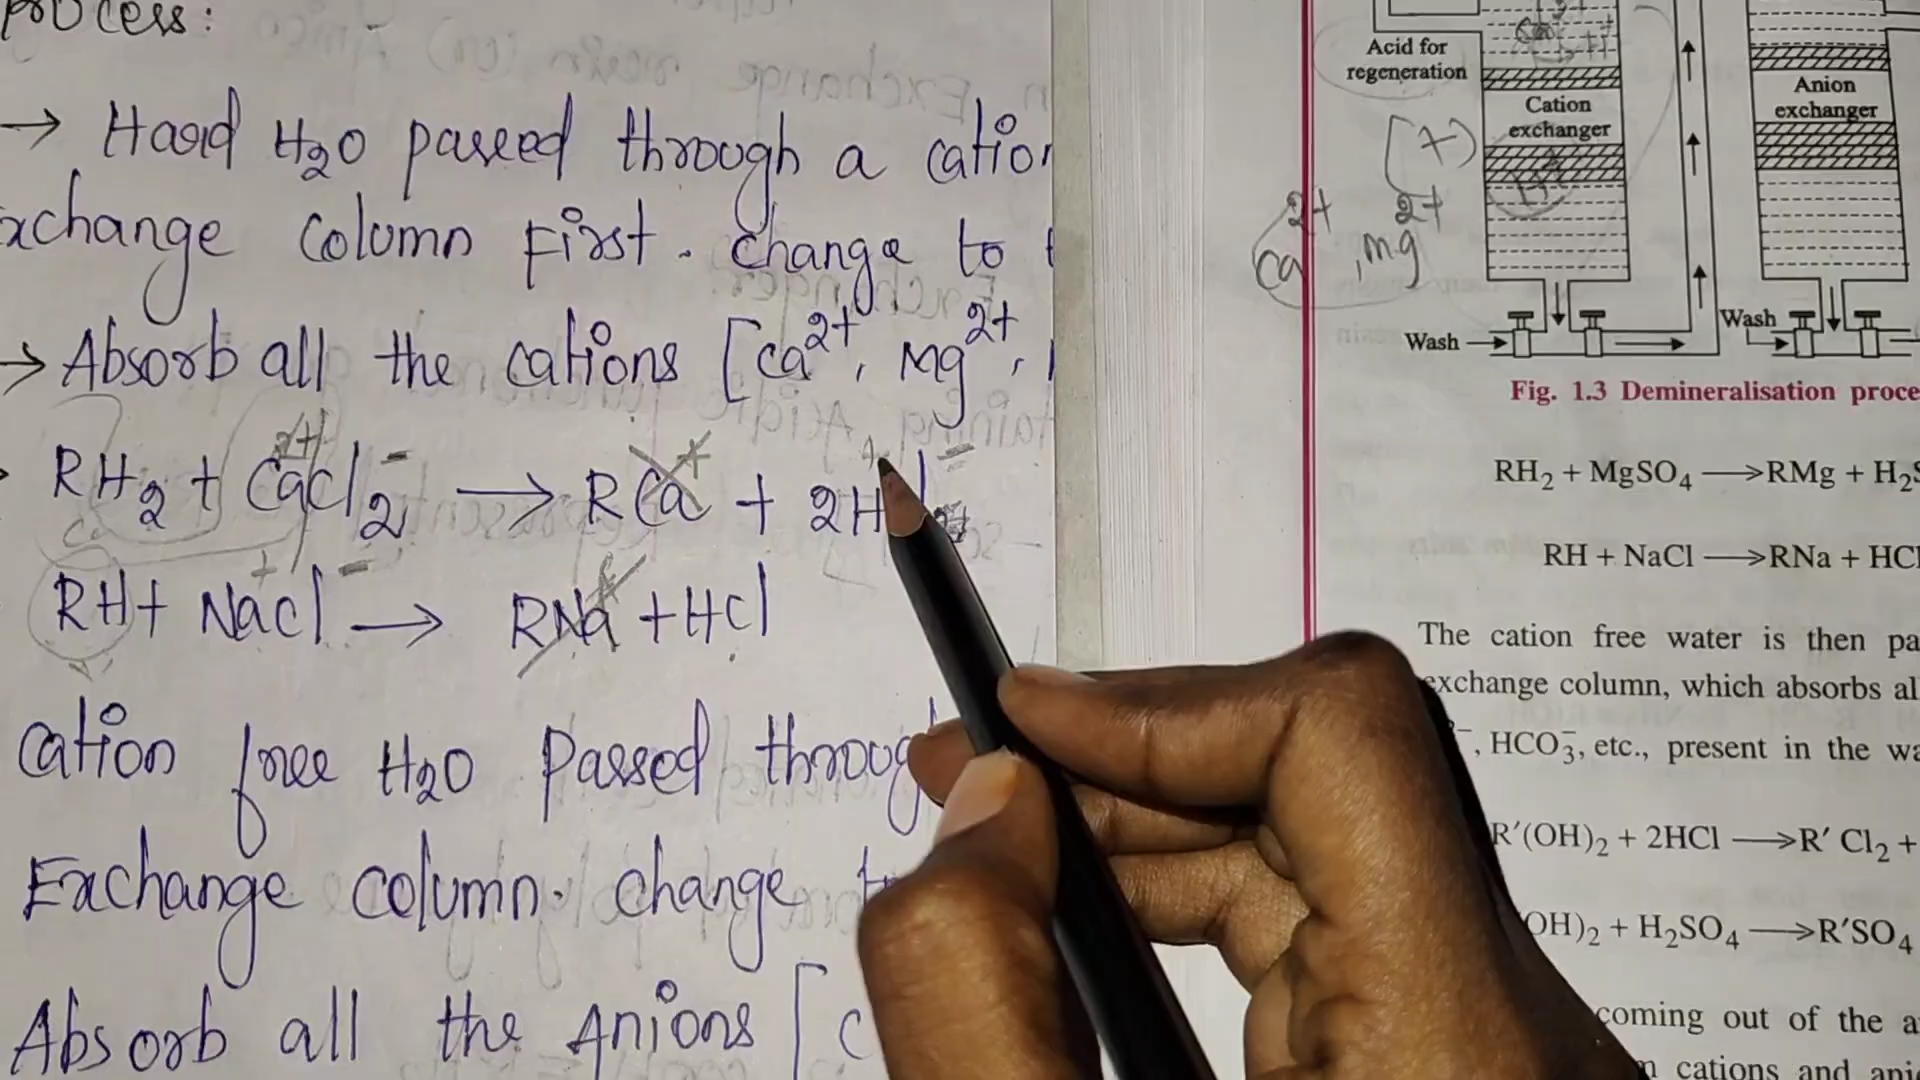 Process:
→ Hard H2O passed through a cation
xchange column First. change to t
→ Absorb all the cations [ca²⁺, Mg²⁺,
RH₂ + CaCl₂ → RCa + 2H
RH + Nacl → RNa + HCl
cation free H2O Passed throug
Exchange column. change t
Absorb all the Anions [c
Acid for
regeneration
Cation
exchanger
(+)
H⁺
Ca²⁺, mg²⁺
Wash
Anion
exchanger
Wash
Fig. 1.3 Demineralisation proce
RH₂ + MgSO₄ ⟶ RMg + H₂S
RH + NaCl ⟶ RNa + HCl
The cation free water is then pa
exchange column, which absorbs al
⁻, HCO₃⁻, etc., present in the wa
R′(OH)₂ + 2HCl ⟶ R′ Cl₂ +
OH)₂ + H₂SO₄ ⟶ R′SO₄
coming out of the a
cations and ani